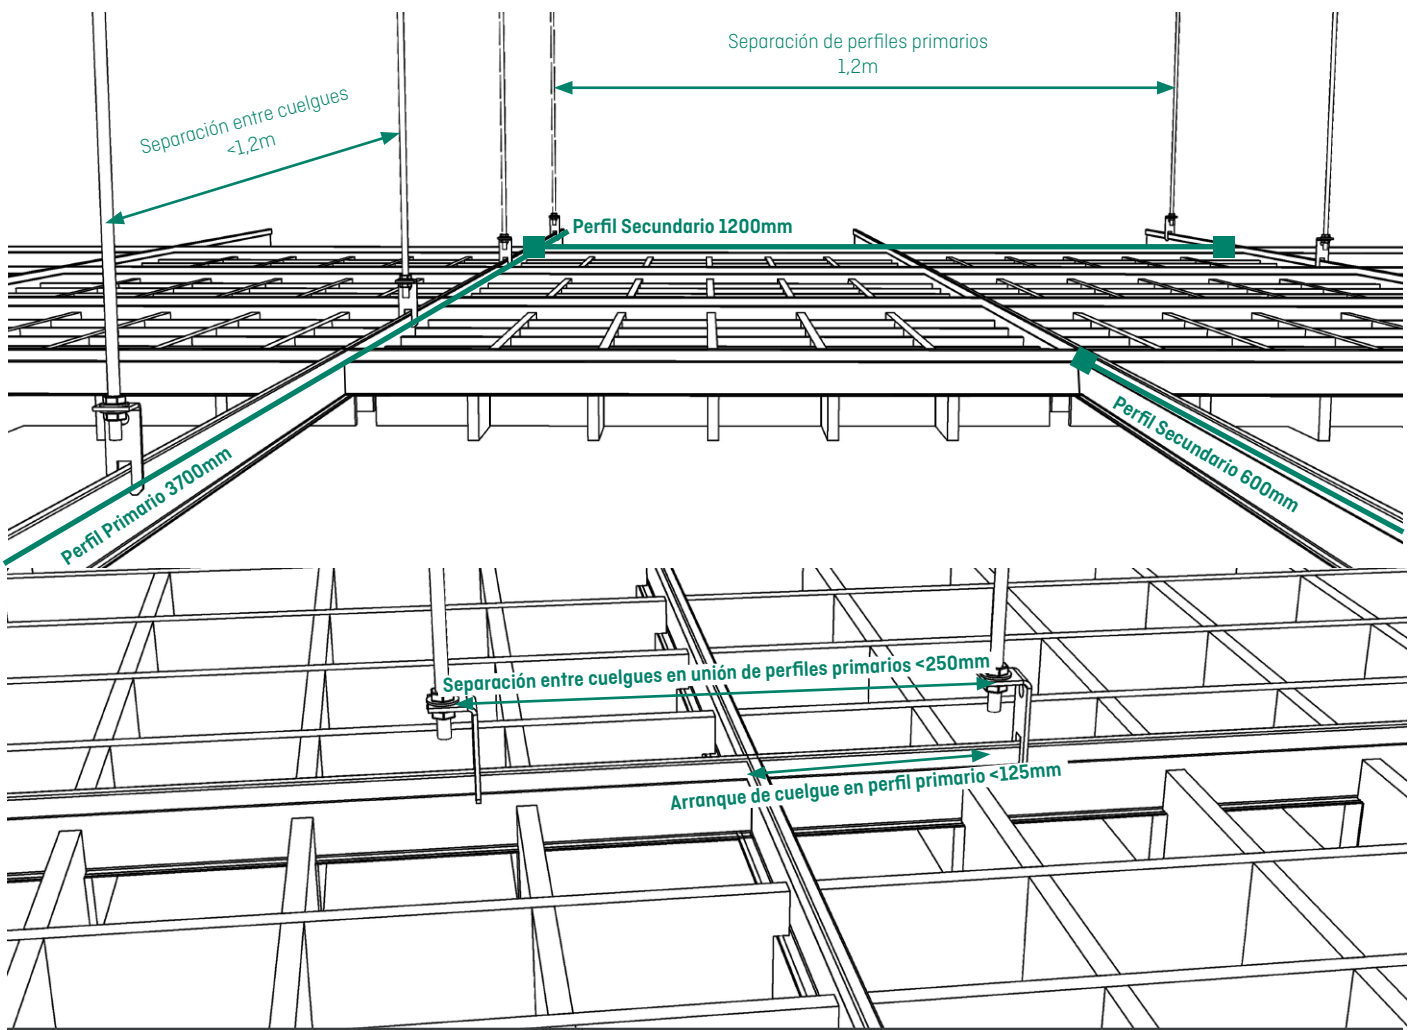 Separación de perfiles primarios
1,2m
Separación entre cuelgues
<1,2m
Perfil Secundario 1200mm
Perfil Primario 3700mm
Perfil Secundario 600mm
Separación entre cuelgues en unión de perfiles primarios <250mm
Arranque de cuelgue en perfil primario <125mm